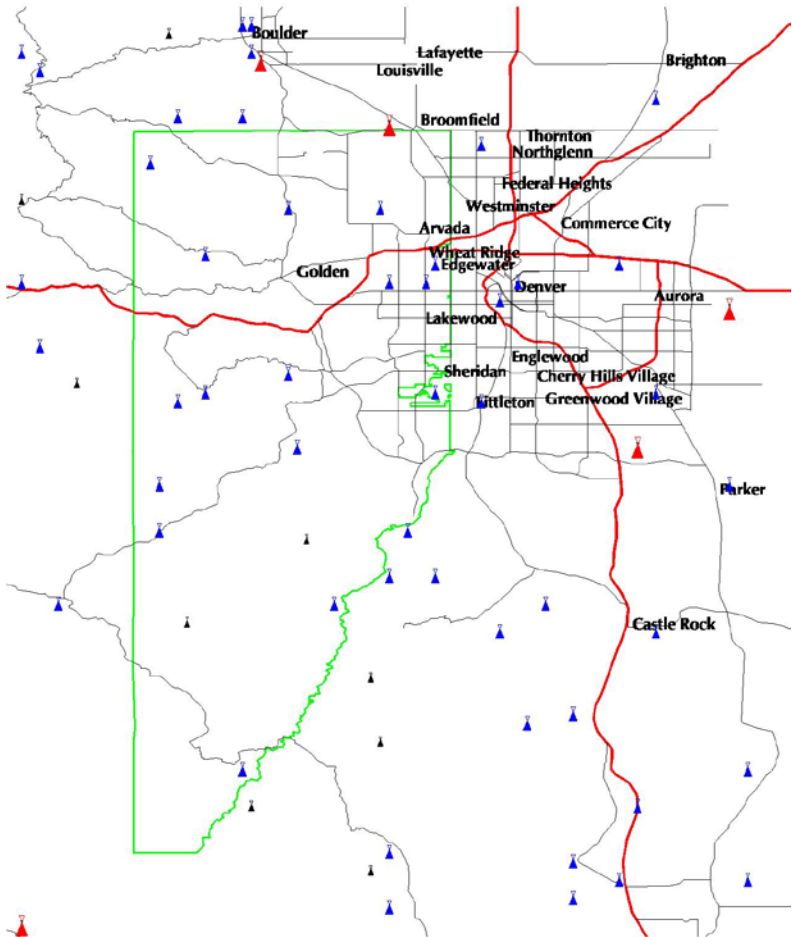 Boulder
Lafayette
Brighton
Louisville
Broomfield
Thornton
Northglenn
Federal Heights
Westminster
Commerce City
Arvada
Wheat Ridge
Edgewater
Golden
Denver
Aurora
Lakewood
Englewood
Sheridan
Cherry Hills Village
Littleton
Greenwood Village
Parker
Castle Rock